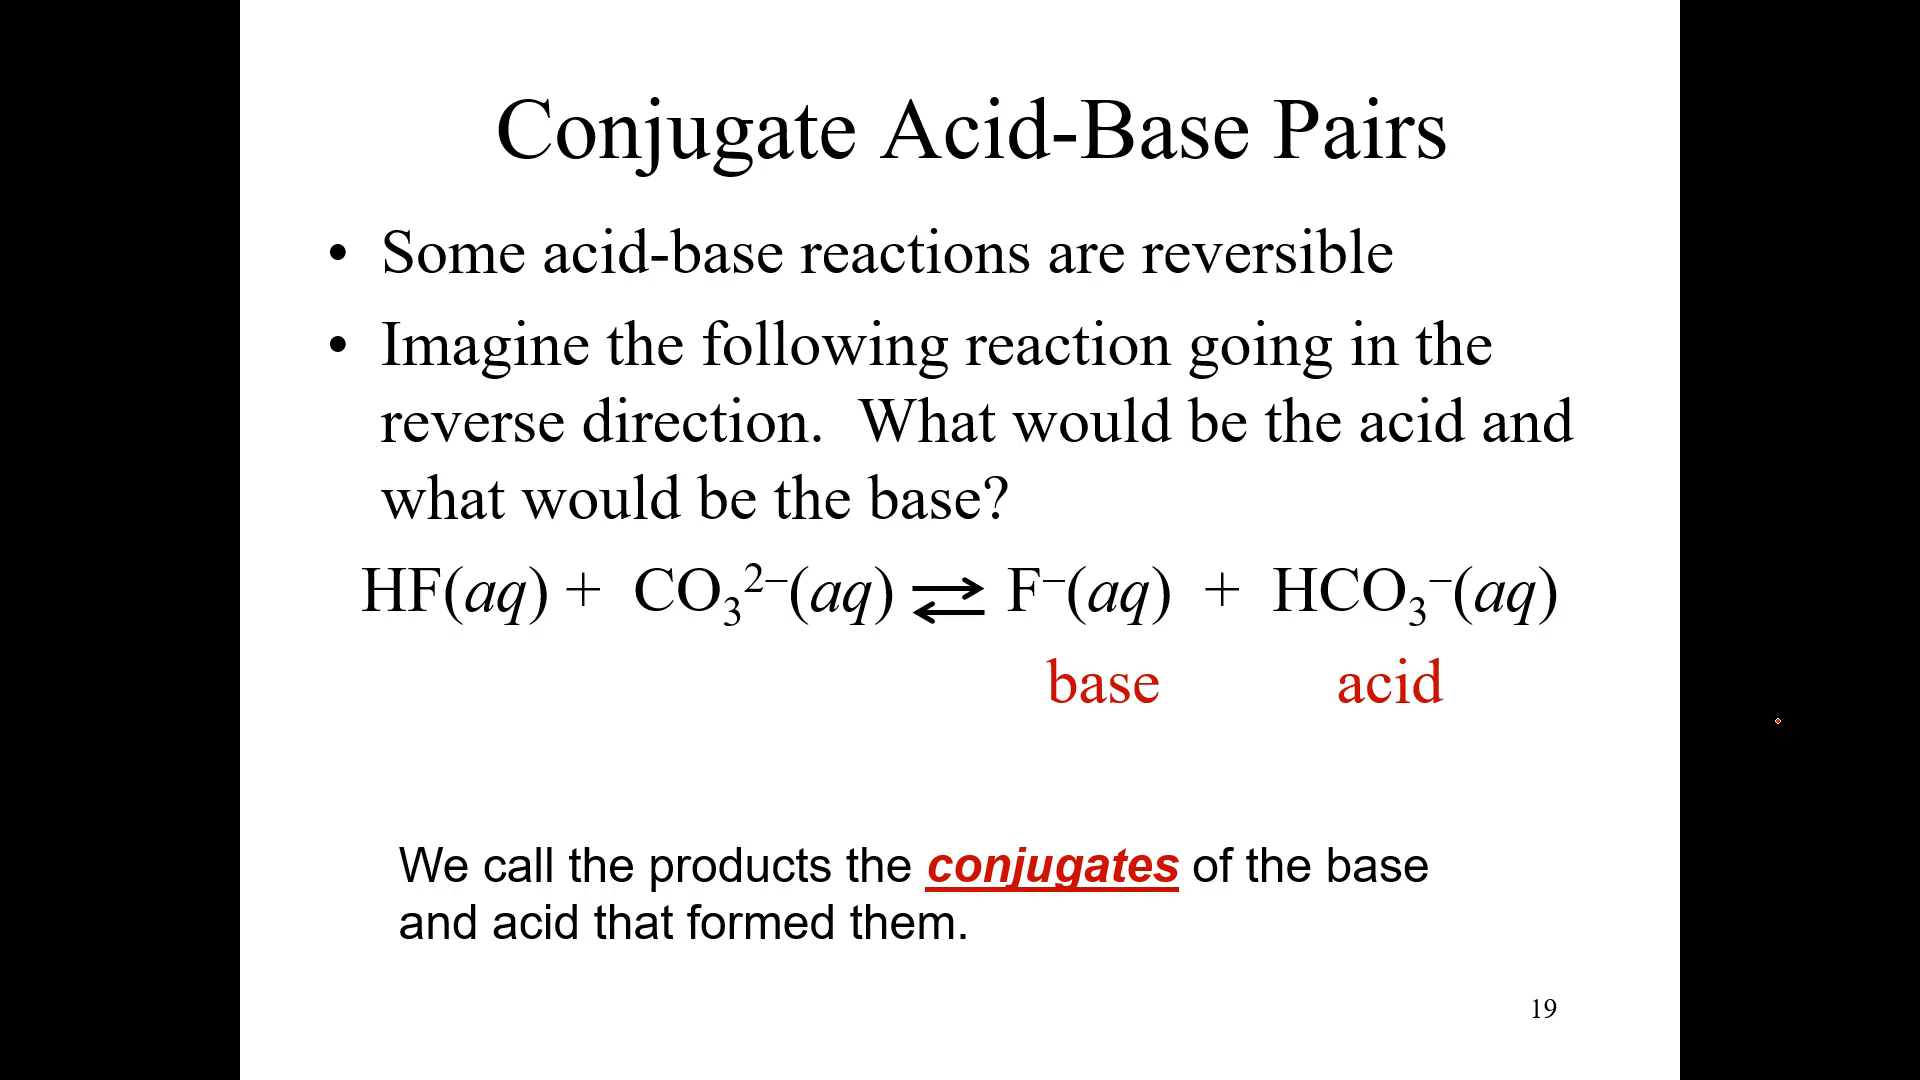 Conjugate Acid-Base Pairs
• Some acid-base reactions are reversible
• Imagine the following reaction going in the
reverse direction.  What would be the acid and
what would be the base?
HF(aq) +  CO₃²⁻(aq) ⇄ F⁻(aq)  +  HCO₃⁻(aq)
base acid
We call the products the conjugates of the base
and acid that formed them.
19